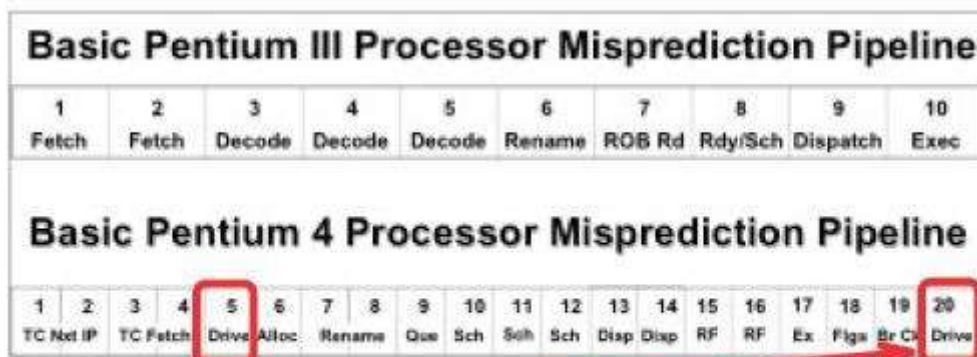 Basic Pentium III Processor Misprediction Pipeline
1 2 3 4 5 6 7 8 9 10
Fetch Fetch Decode Decode Decode Rename ROB Rd Rdy/Sch Dispatch Exec
Basic Pentium 4 Processor Misprediction Pipeline
1 2 3 4 5 6 7 8 9 10 11 12 13 14 15 16 17 18 19 20
TC Nxt IP TC Fetch Drive Alloc Rename Que Sch Sch Sch Disp Disp RF RF Ex Flgs Br Ck Drive